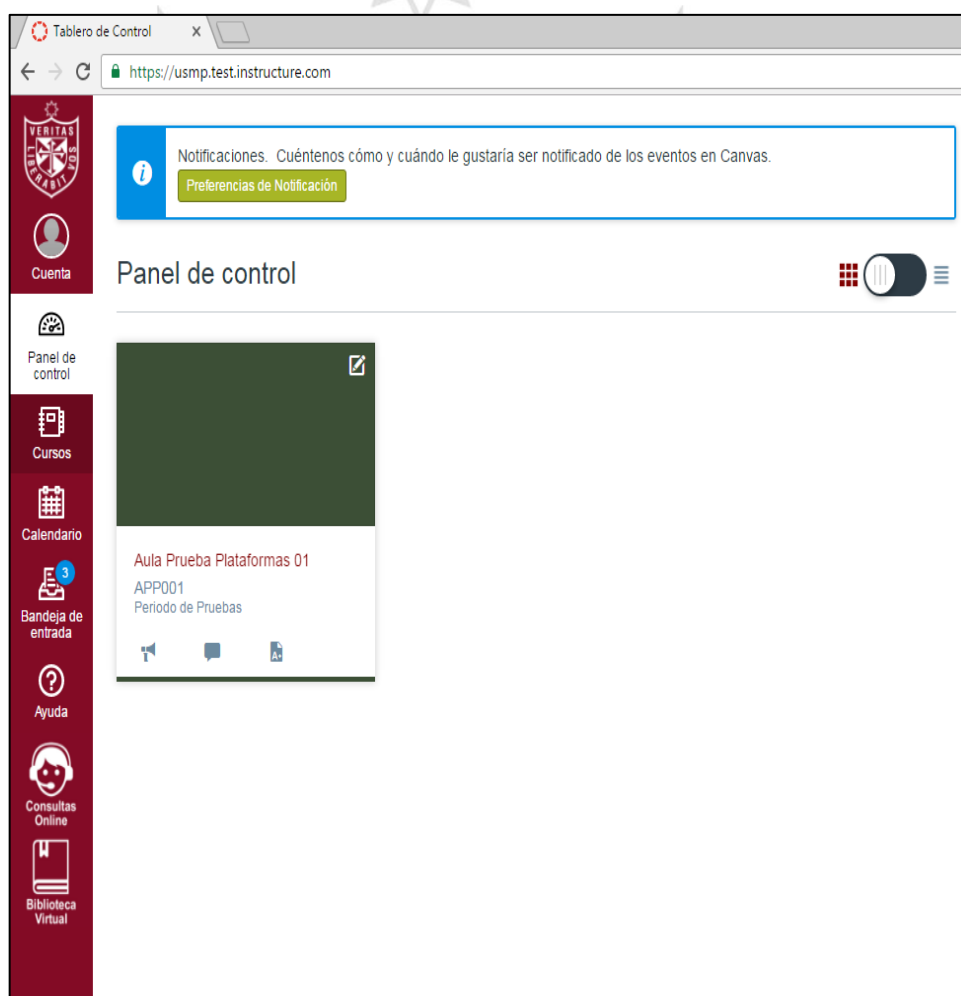 Tablero de Control
https://usmp.test.instructure.com
VERITAS
LIBERABIT
VOS
Notificaciones. Cuéntenos cómo y cuándo le gustaría ser notificado de los eventos en Canvas.
Preferencias de Notificación
Cuenta
Panel de control
Panel de
control
Cursos
Calendario
3
Bandeja de
entrada
Ayuda
Consultas
Online
Biblioteca
Virtual
Aula Prueba Plataformas 01
APP001
Periodo de Pruebas
A+